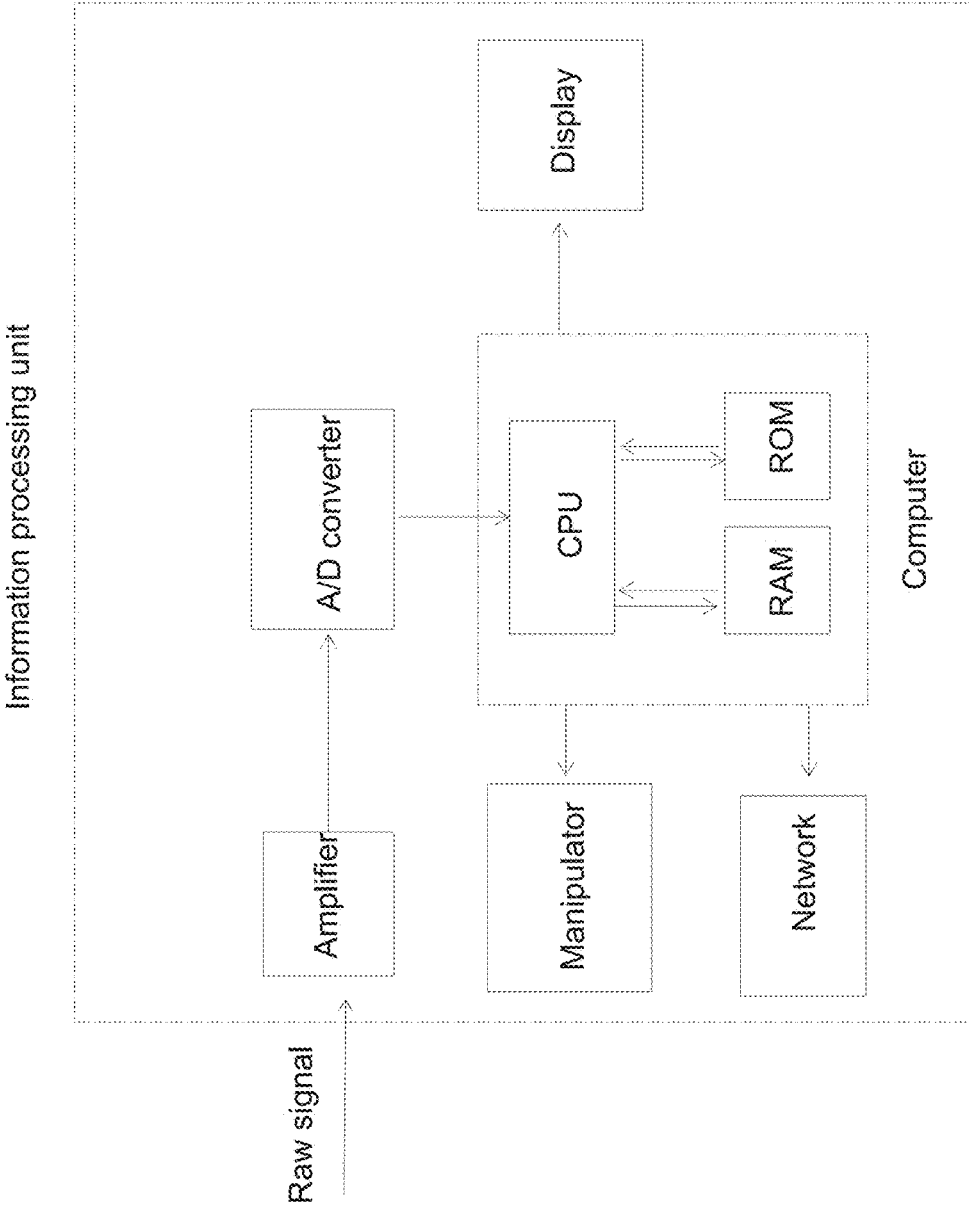 Information processing unit
Raw signal
Amplifier
A/D converter
Manipulator
CPU
Display
RAM
ROM
Network
Computer